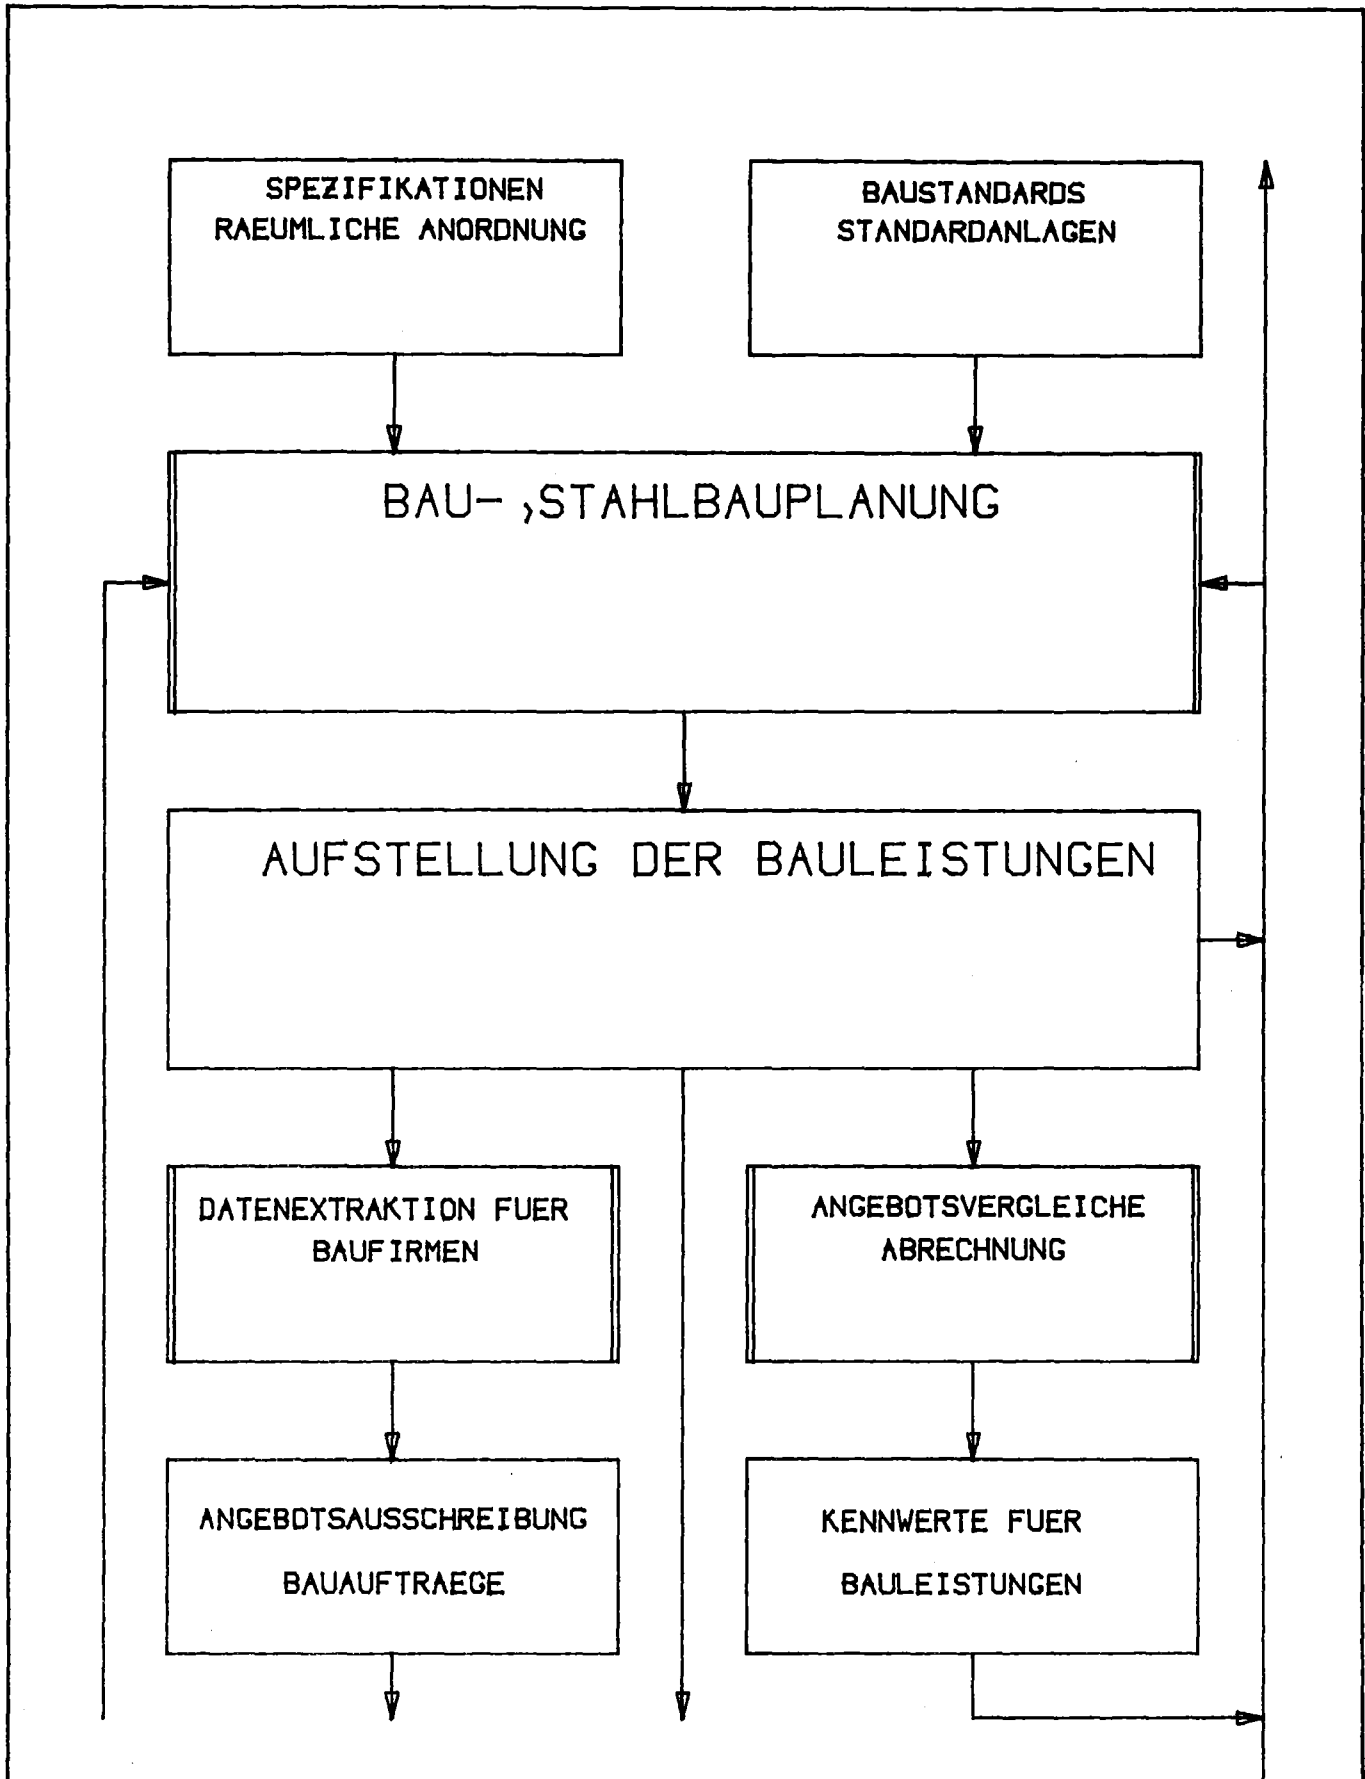 SPEZIFIKATIONEN
RAEUMLICHE ANORDNUNG
BAUSTANDARDS
STANDARDANLAGEN
BAU- ,STAHLBAUPLANUNG
AUFSTELLUNG DER BAULEISTUNGEN
DATENEXTRAKTION FUER
BAUFIRMEN
ANGEBOTSVERGLEICHE
ABRECHNUNG
ANGEBOTSAUSSCHREIBUNG
BAUAUFTRAEGE
KENNWERTE FUER
BAULEISTUNGEN